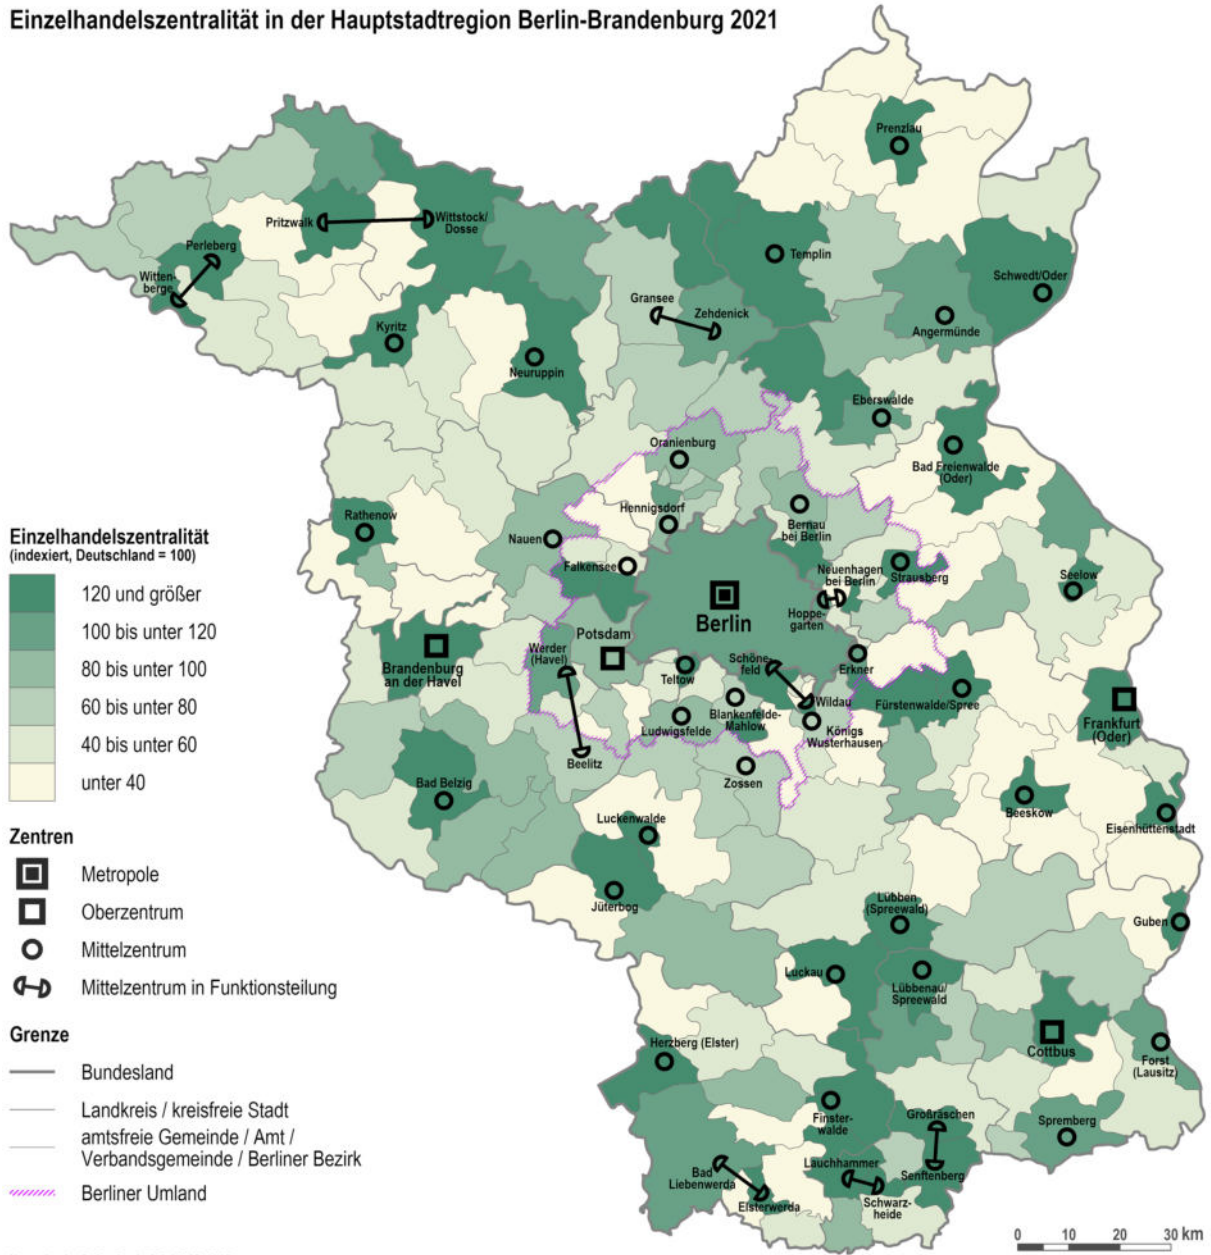 Einzelhandelszentralität in der Hauptstadtregion Berlin-Brandenburg 2021
Prenzlau
Pritzwalk
Wittstock/
Dosse
Perleberg
Witten-
berge
Templin
Schwedt/Oder
Gransee
Zehdenick
Angermünde
Kyritz
Neuruppin
Eberswalde
Bad Freienwalde
(Oder)
Oranienburg
Rathenow
Hennigsdorf
Nauen
Bernau
bei Berlin
Falkensee
Neuenhagen
bei Berlin
Strausberg
Seelow
Hoppe-
garten
Berlin
Potsdam
Werder
(Havel)
Brandenburg
an der Havel
Teltow
Schöne-
feld
Erkner
Wildau
Fürstenwalde/Spree
Frankfurt
(Oder)
Ludwigsfelde
Blankenfelde-
Mahlow
Königs
Wusterhausen
Beelitz
Zossen
Bad Belzig
Beeskow
Eisenhüttenstadt
Luckenwalde
Jüterbog
Lübben
(Spreewald)
Guben
Luckau
Lübbenau/
Spreewald
Cottbus
Forst
(Lausitz)
Herzberg (Elster)
Finster-
walde
Großräschen
Spremberg
Bad
Liebenwerda
Lauchhammer
Senftenberg
Elsterwerda
Schwarz-
heide
Einzelhandelszentralität
(indexiert, Deutschland = 100)
120 und größer
100 bis unter 120
80 bis unter 100
60 bis unter 80
40 bis unter 60
unter 40
Zentren
Metropole
Oberzentrum
Mittelzentrum
Mittelzentrum in Funktionsteilung
Grenze
Bundesland
Landkreis / kreisfreie Stadt
amtsfreie Gemeinde / Amt /
Verbandsgemeinde / Berliner Bezirk
Berliner Umland
0 10 20 30 km